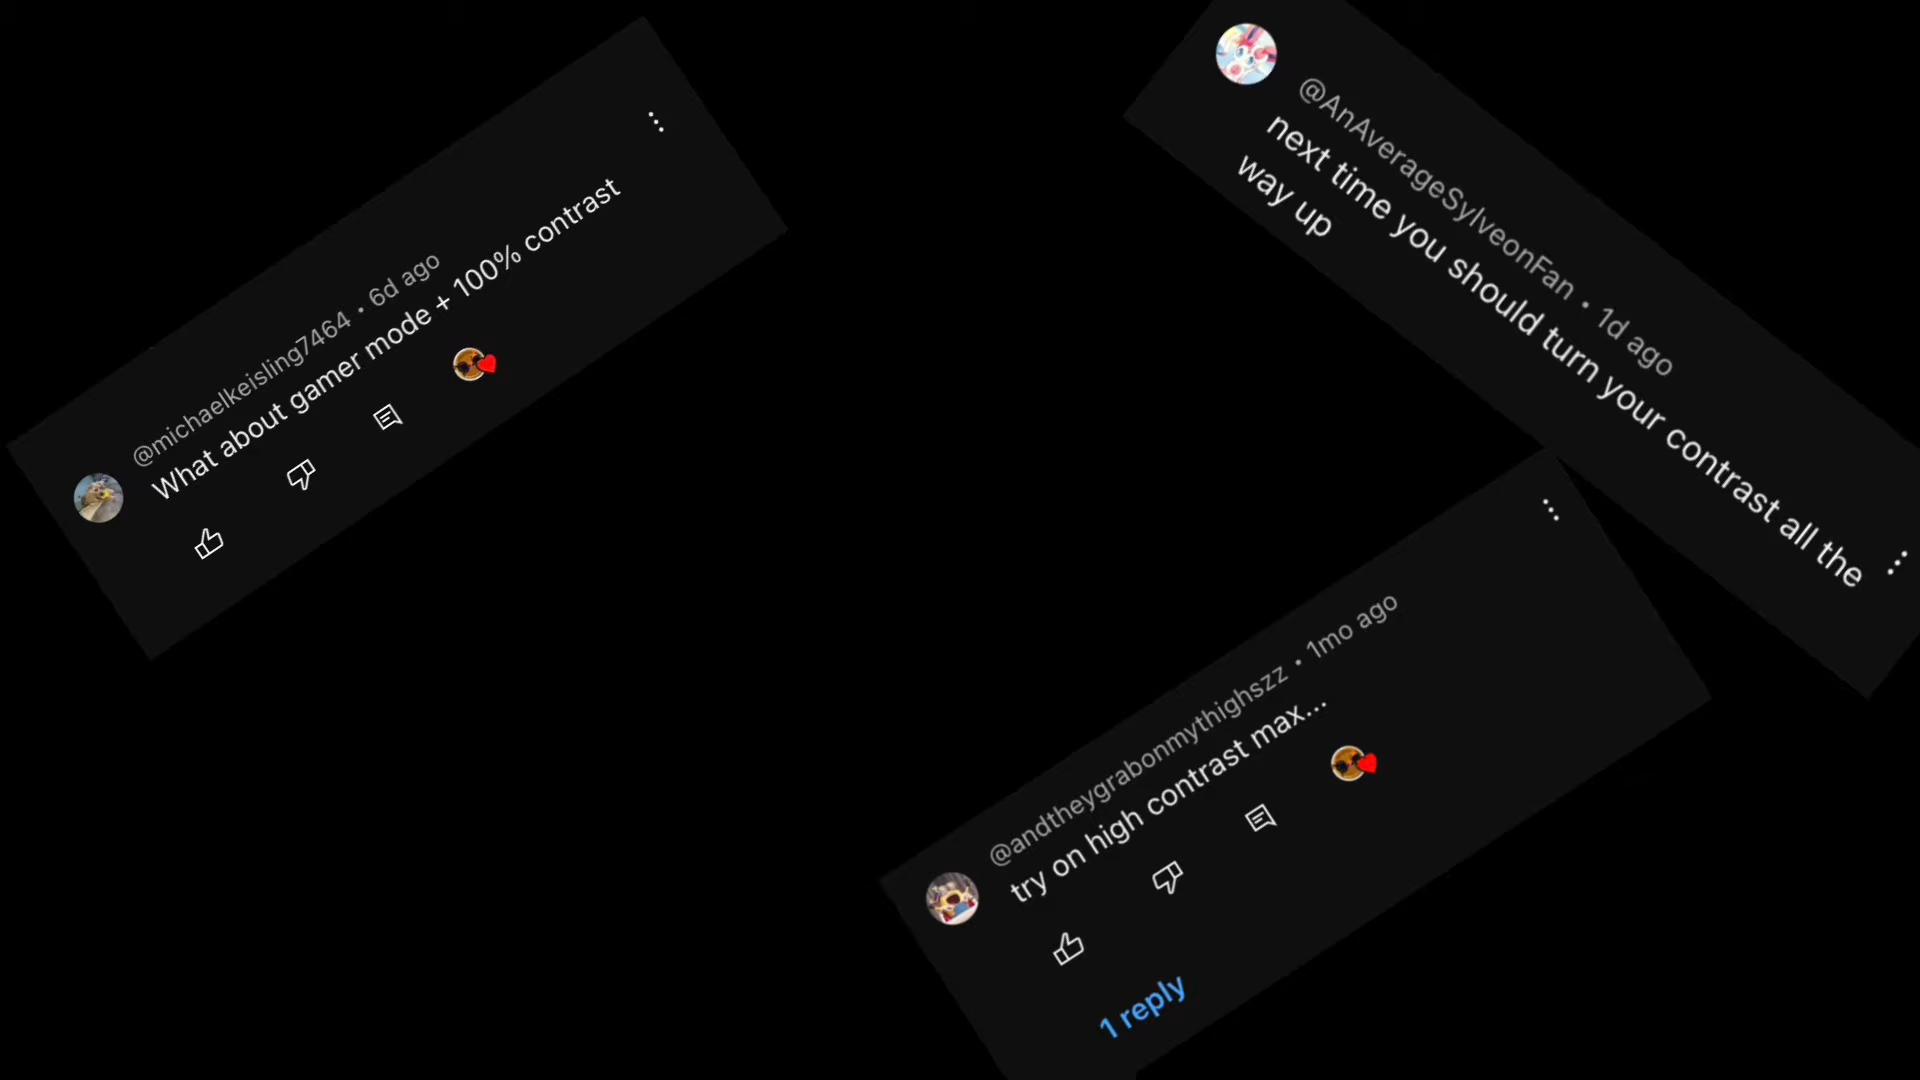 @michaelkeisling7464 • 6d ago
What about gamer mode + 100% contrast
@AnAverageSylveonFan • 1d ago
next time you should turn your contrast all the
way up
@andtheygrabonmythighszz • 1mo ago
try on high contrast max...
1 reply